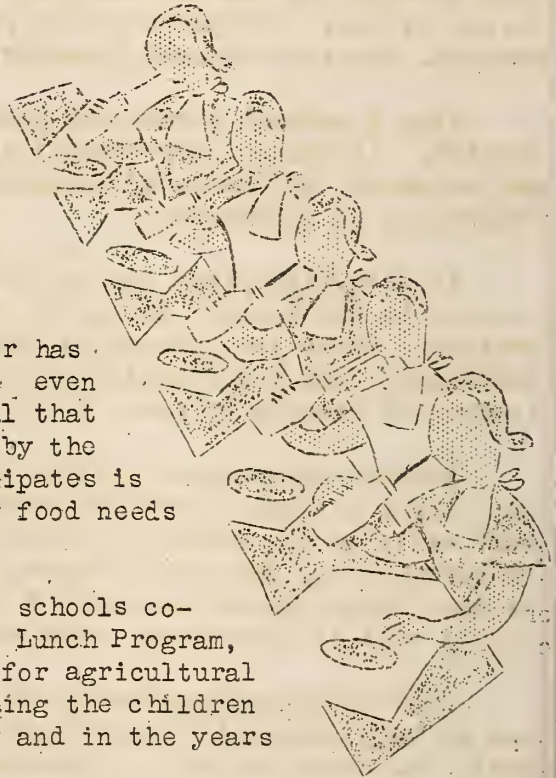 r has
even
l that
by the
ipates is
food needs
schools co-
Lunch Program,
for agricultural
ing the children
and in the years